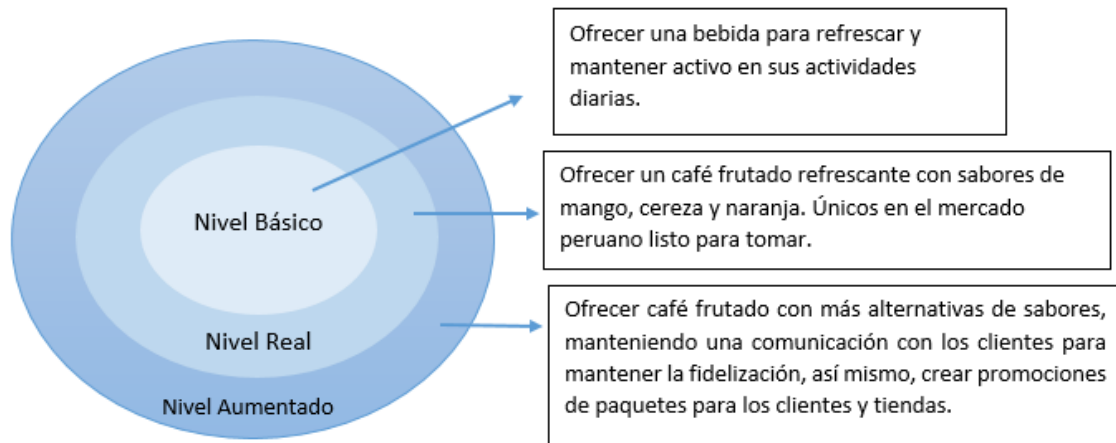 Ofrecer una bebida para refrescar y
mantener activo en sus actividades
diarias.
Ofrecer un café frutado refrescante con sabores de
mango, cereza y naranja. Únicos en el mercado
peruano listo para tomar.
Ofrecer café frutado con más alternativas de sabores,
manteniendo una comunicación con los clientes para
mantener la fidelización, así mismo, crear promociones
de paquetes para los clientes y tiendas.
Nivel Básico
Nivel Real
Nivel Aumentado